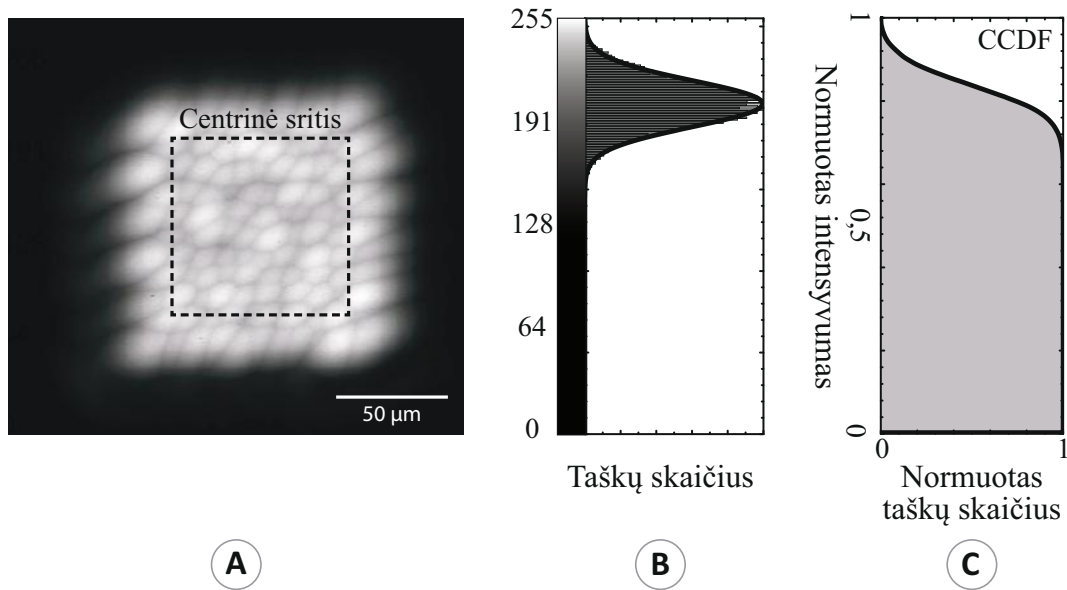 Centrinė sritis
50 µm
A
255
191
128
64
0
Taškų skaičius
B
CCDF
1
0,5
0
Normuotas intensyvumas
0
1
Normuotas
taškų skaičius
C